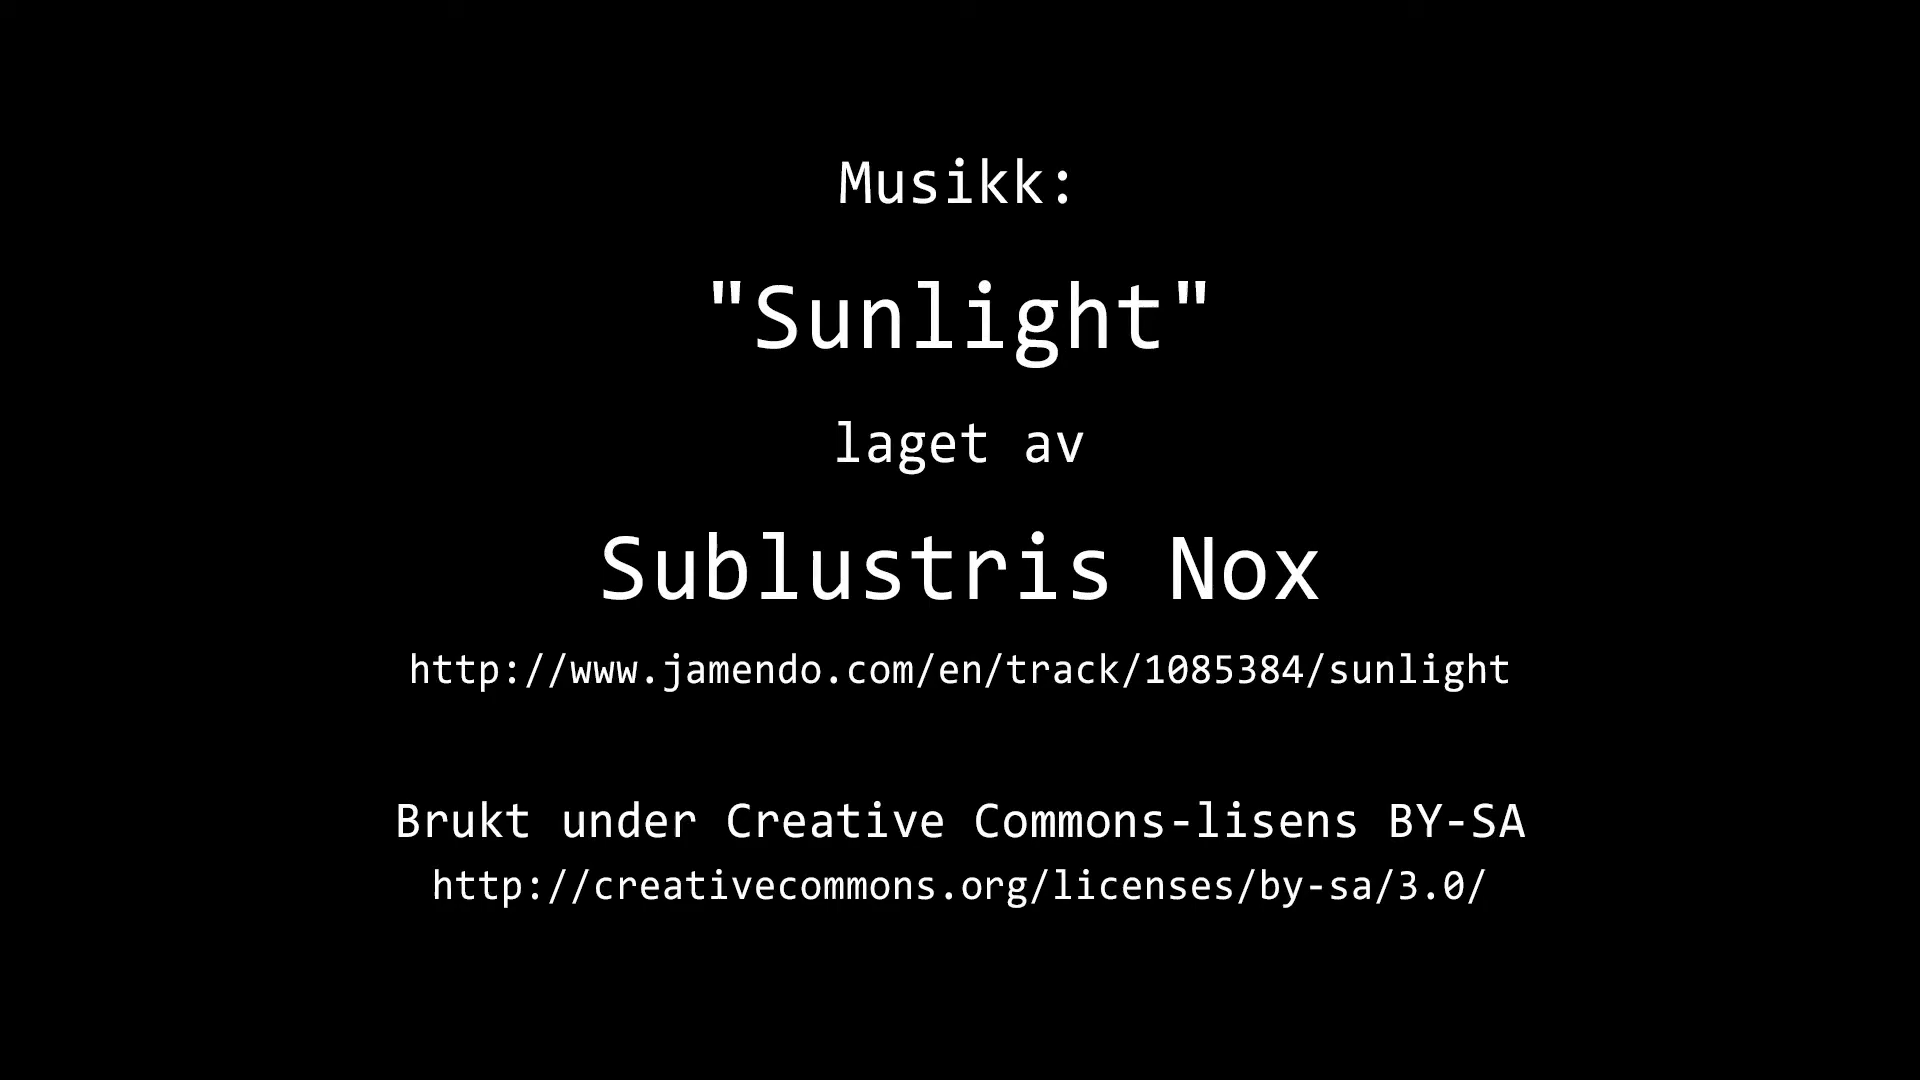 Musikk:
"Sunlight"
laget av
Sublustris Nox
http://www.jamendo.com/en/track/1085384/sunlight
Brukt under Creative Commons-lisens BY-SA
http://creativecommons.org/licenses/by-sa/3.0/